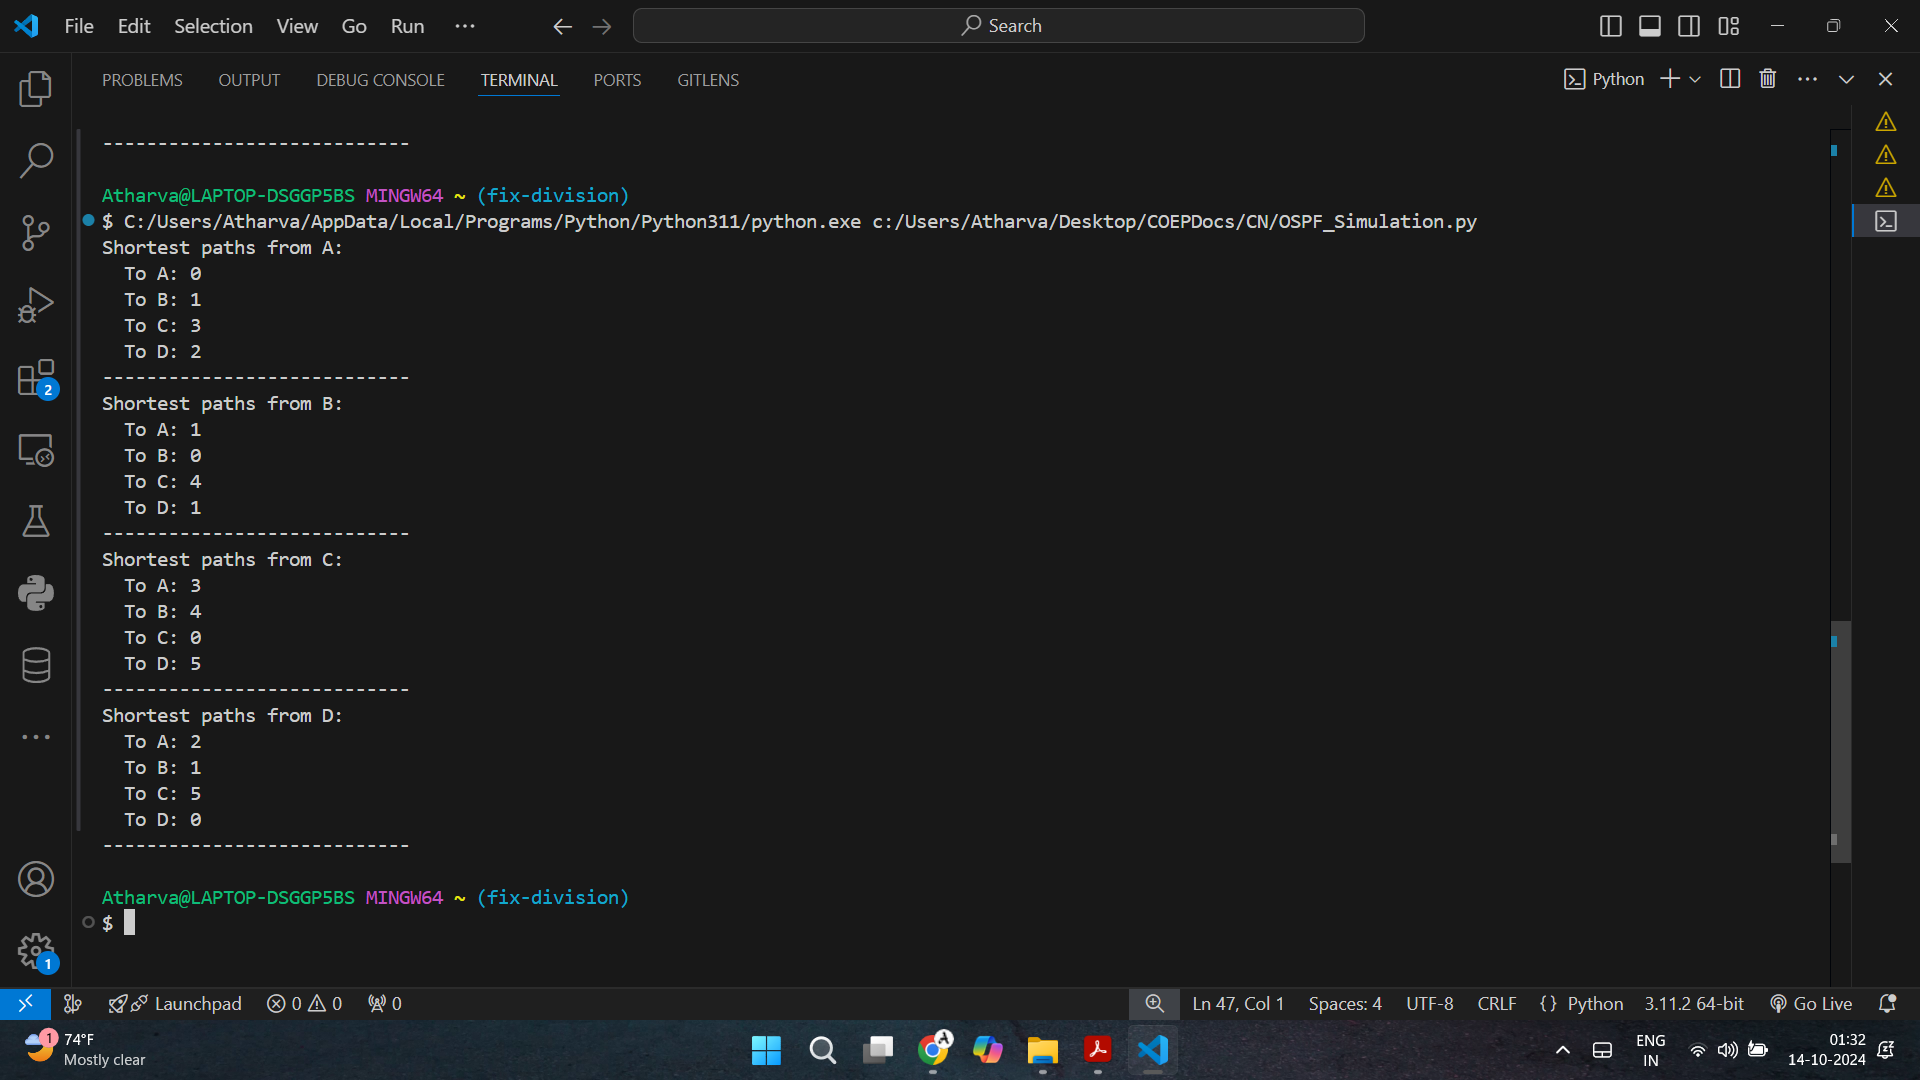 File Edit Selection View Go Run ··· Search
PROBLEMS OUTPUT DEBUG CONSOLE TERMINAL PORTS GITLENS Python
----------------------------
Atharva@LAPTOP-DSGGP5BS MINGW64 ~ (fix-division)
$ C:/Users/Atharva/AppData/Local/Programs/Python/Python311/python.exe c:/Users/Atharva/Desktop/COEPDocs/CN/OSPF_Simulation.py
Shortest paths from A:
To A: 0
To B: 1
To C: 3
To D: 2
----------------------------
Shortest paths from B:
To A: 1
To B: 0
To C: 4
To D: 1
----------------------------
Shortest paths from C:
To A: 3
To B: 4
To C: 0
To D: 5
----------------------------
Shortest paths from D:
To A: 2
To B: 1
To C: 5
To D: 0
----------------------------
Atharva@LAPTOP-DSGGP5BS MINGW64 ~ (fix-division)
$
2
1
Launchpad 0 0 0 Ln 47, Col 1 Spaces: 4 UTF-8 CRLF {} Python 3.11.2 64-bit Go Live
1 74°F
Mostly clear
A
ENG
IN
01:32
14-10-2024